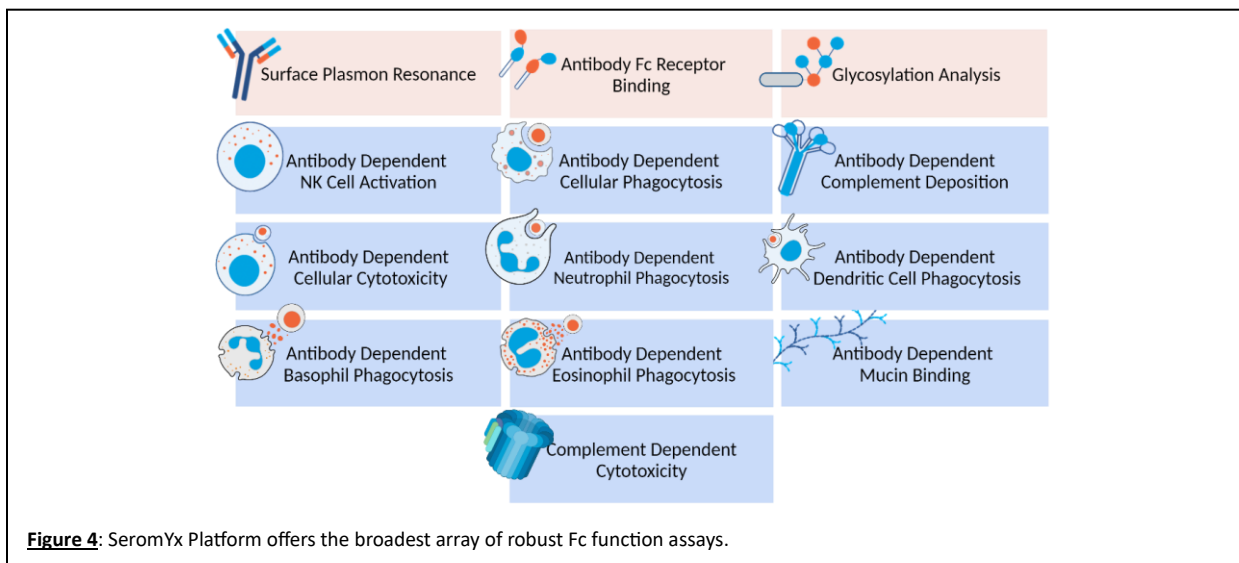 Surface Plasmon Resonance
Antibody Fc Receptor
Binding
Glycosylation Analysis
Antibody Dependent
NK Cell Activation
Antibody Dependent
Cellular Phagocytosis
Antibody Dependent
Complement Deposition
Antibody Dependent
Cellular Cytotoxicity
Antibody Dependent
Neutrophil Phagocytosis
Antibody Dependent
Dendritic Cell Phagocytosis
Antibody Dependent
Basophil Phagocytosis
Antibody Dependent
Eosinophil Phagocytosis
Antibody Dependent
Mucin Binding
Complement Dependent
Cytotoxicity
Figure 4: SeromYx Platform offers the broadest array of robust Fc function assays.